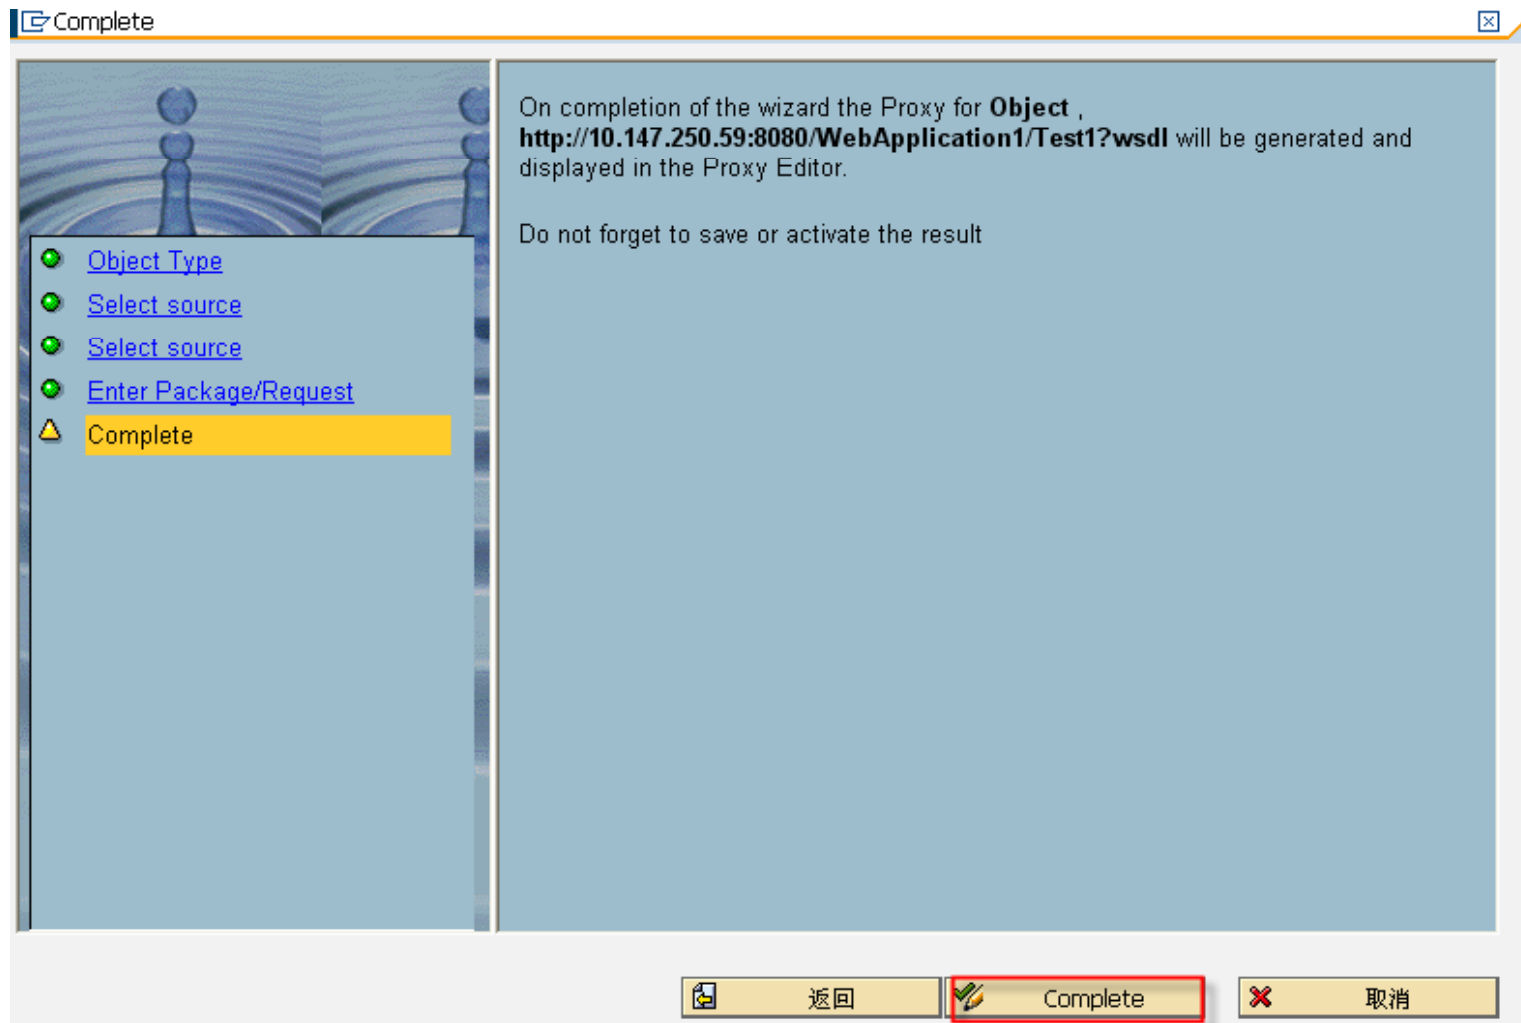 Complete
On completion of the wizard the Proxy for Object ,
http://10.147.250.59:8080/WebApplication1/Test1?wsdl will be generated and
displayed in the Proxy Editor.
Do not forget to save or activate the result
Object Type
Select source
Select source
Enter Package/Request
Complete
返回 Complete 取消